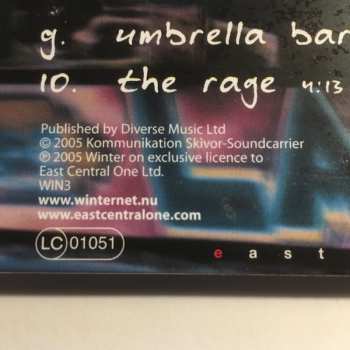 9. umbrella bar
10. the rage 4:13
Published by Diverse Music Ltd
© 2005 Kommunikation Skivor-Soundcarrier
℗ 2005 Winter on exclusive licence to
East Central One Ltd.
WIN3
www.winternet.nu
www.eastcentralone.com
LC 01051
east